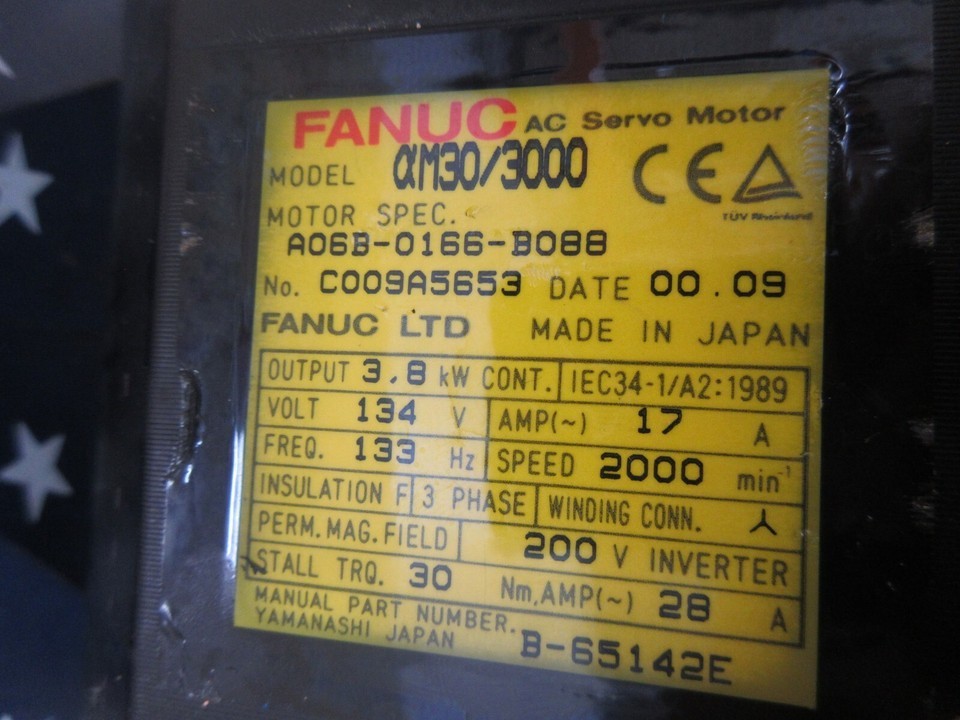 FANUC AC Servo Motor
MODEL αM30/3000
CE
TÜV Rheinland
MOTOR SPEC.
A06B-0166-B088
No. C009A5653 DATE 00.09
FANUC LTD MADE IN JAPAN
OUTPUT 3.8 kW CONT. IEC34-1/A2:1989
VOLT 134 V AMP(~) 17 A
FREQ. 133 Hz SPEED 2000 min⁻¹
INSULATION F 3 PHASE WINDING CONN.
PERM.MAG.FIELD 200 V INVERTER
STALL TRQ. 30 Nm,AMP(~) 28 A
MANUAL PART NUMBER. B-65142E
YAMANASHI JAPAN